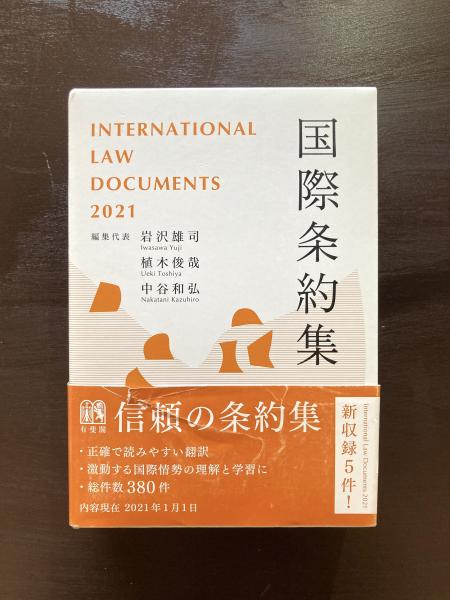 国際条約集
INTERNATIONAL
LAW
DOCUMENTS
2021
編集代表 岩沢雄司
Iwasawa Yuji
植木俊哉
Ueki Toshiya
中谷和弘
Nakatani Kazuhiro
有斐閣
信頼の条約集
・正確で読みやすい翻訳
・激動する国際情勢の理解と学習に
・総件数380件
内容現在 2021年1月1日
新収録5件!
International Law Documents 2021